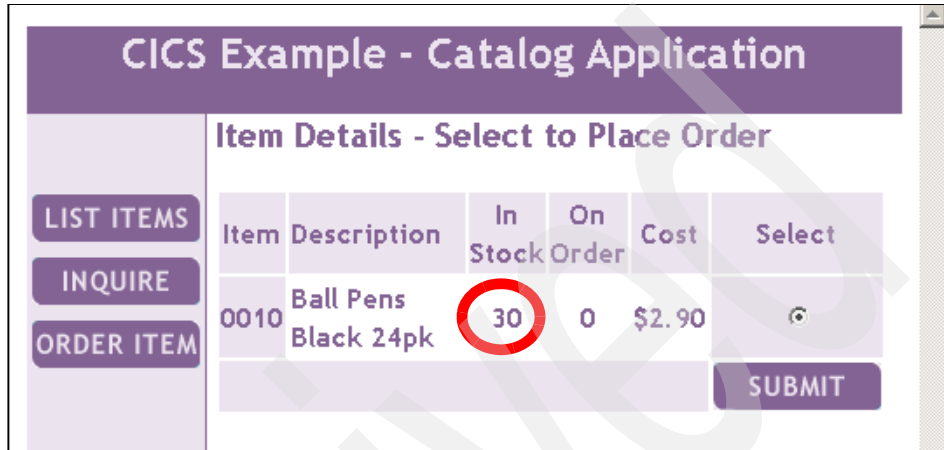 CICS Example - Catalog Application
Item Details - Select to Place Order
LIST ITEMS
INQUIRE
ORDER ITEM
Item Description In Stock On Order Cost Select
0010 Ball Pens Black 24pk 30 0 $2.90
SUBMIT